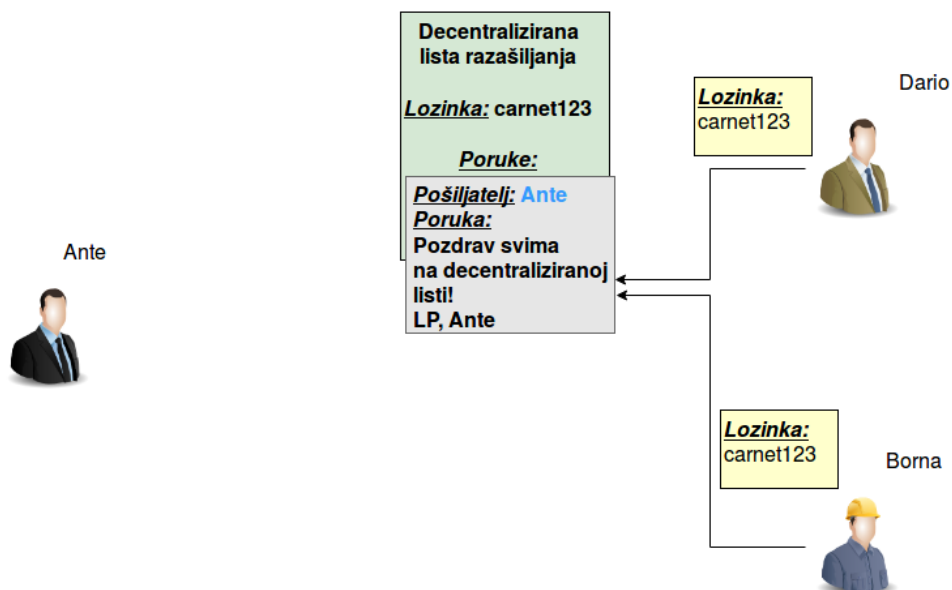 Decentralizirana
lista razašiljanja
Lozinka: carnet123
Poruke:
Pošiljatelj: Ante
Poruka:
Pozdrav svima
na decentraliziranoj
listi!
LP, Ante
Ante
Lozinka:
carnet123
Dario
Lozinka:
carnet123
Borna